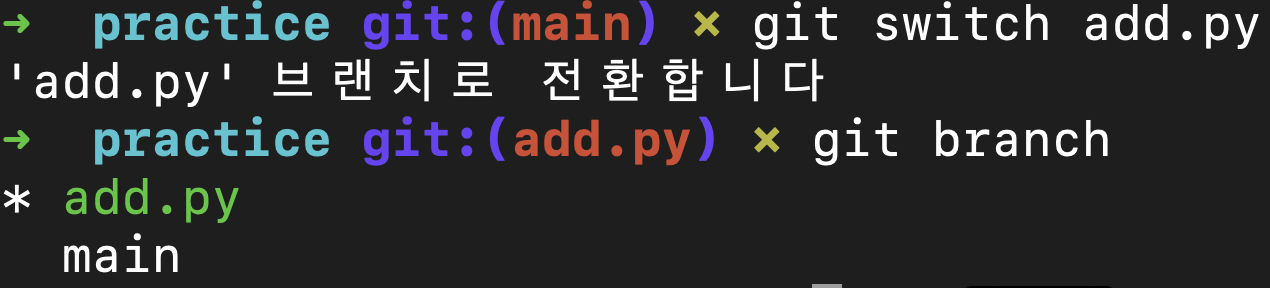 ➜  practice git:(main) ✗ git switch add.py
'add.py' 브랜치로 전환합니다
➜  practice git:(add.py) ✗ git branch
* add.py
  main